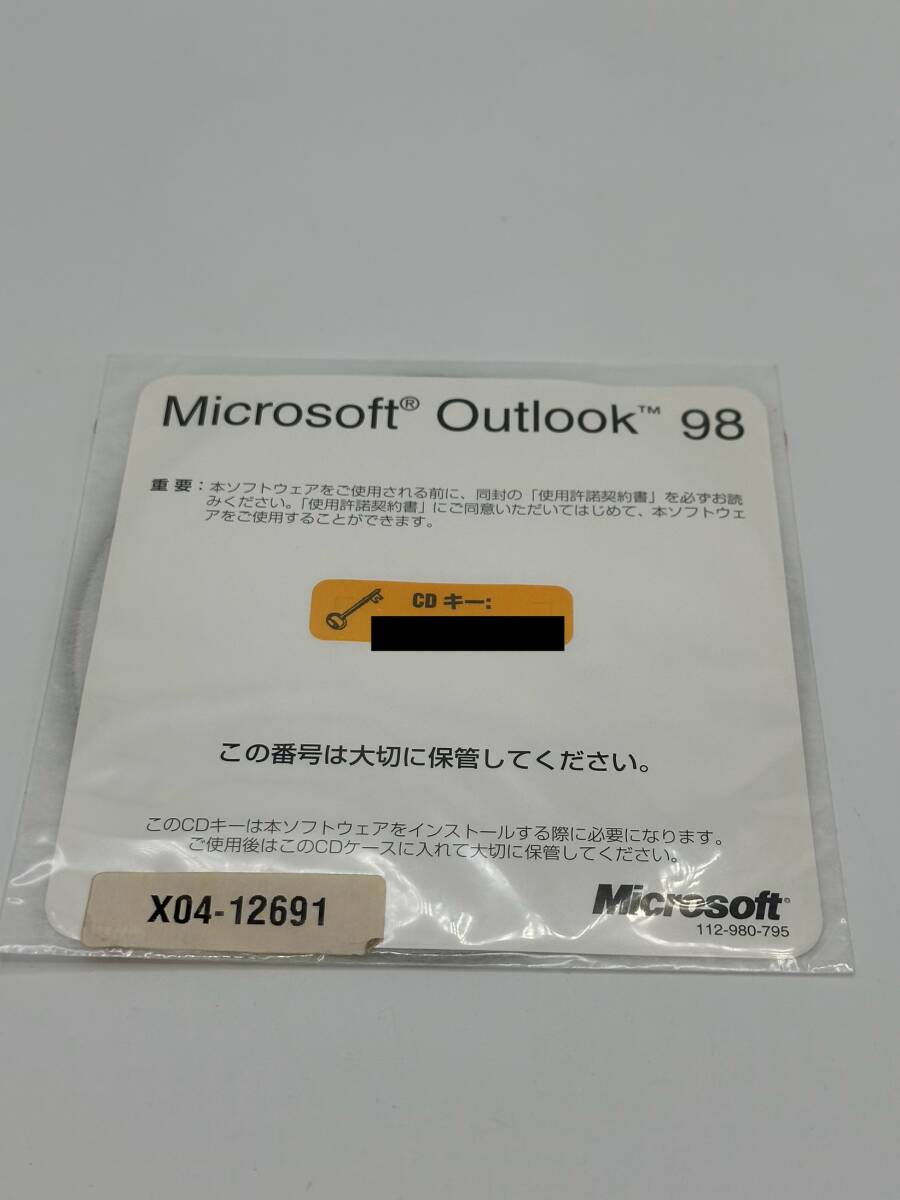 Microsoft® Outlook™ 98
重要：本ソフトウェアをご使用される前に、同封の「使用許諾契約書」を必ずお読
みください。「使用許諾契約書」にご同意いただいてはじめて、本ソフトウェ
アをご使用することができます。
CD キー:
この番号は大切に保管してください。
このCDキーは本ソフトウェアをインストールする際に必要になります。
ご使用後はこのCDケースに入れて大切に保管してください。
X04-12691
Microsoft®
112-980-795